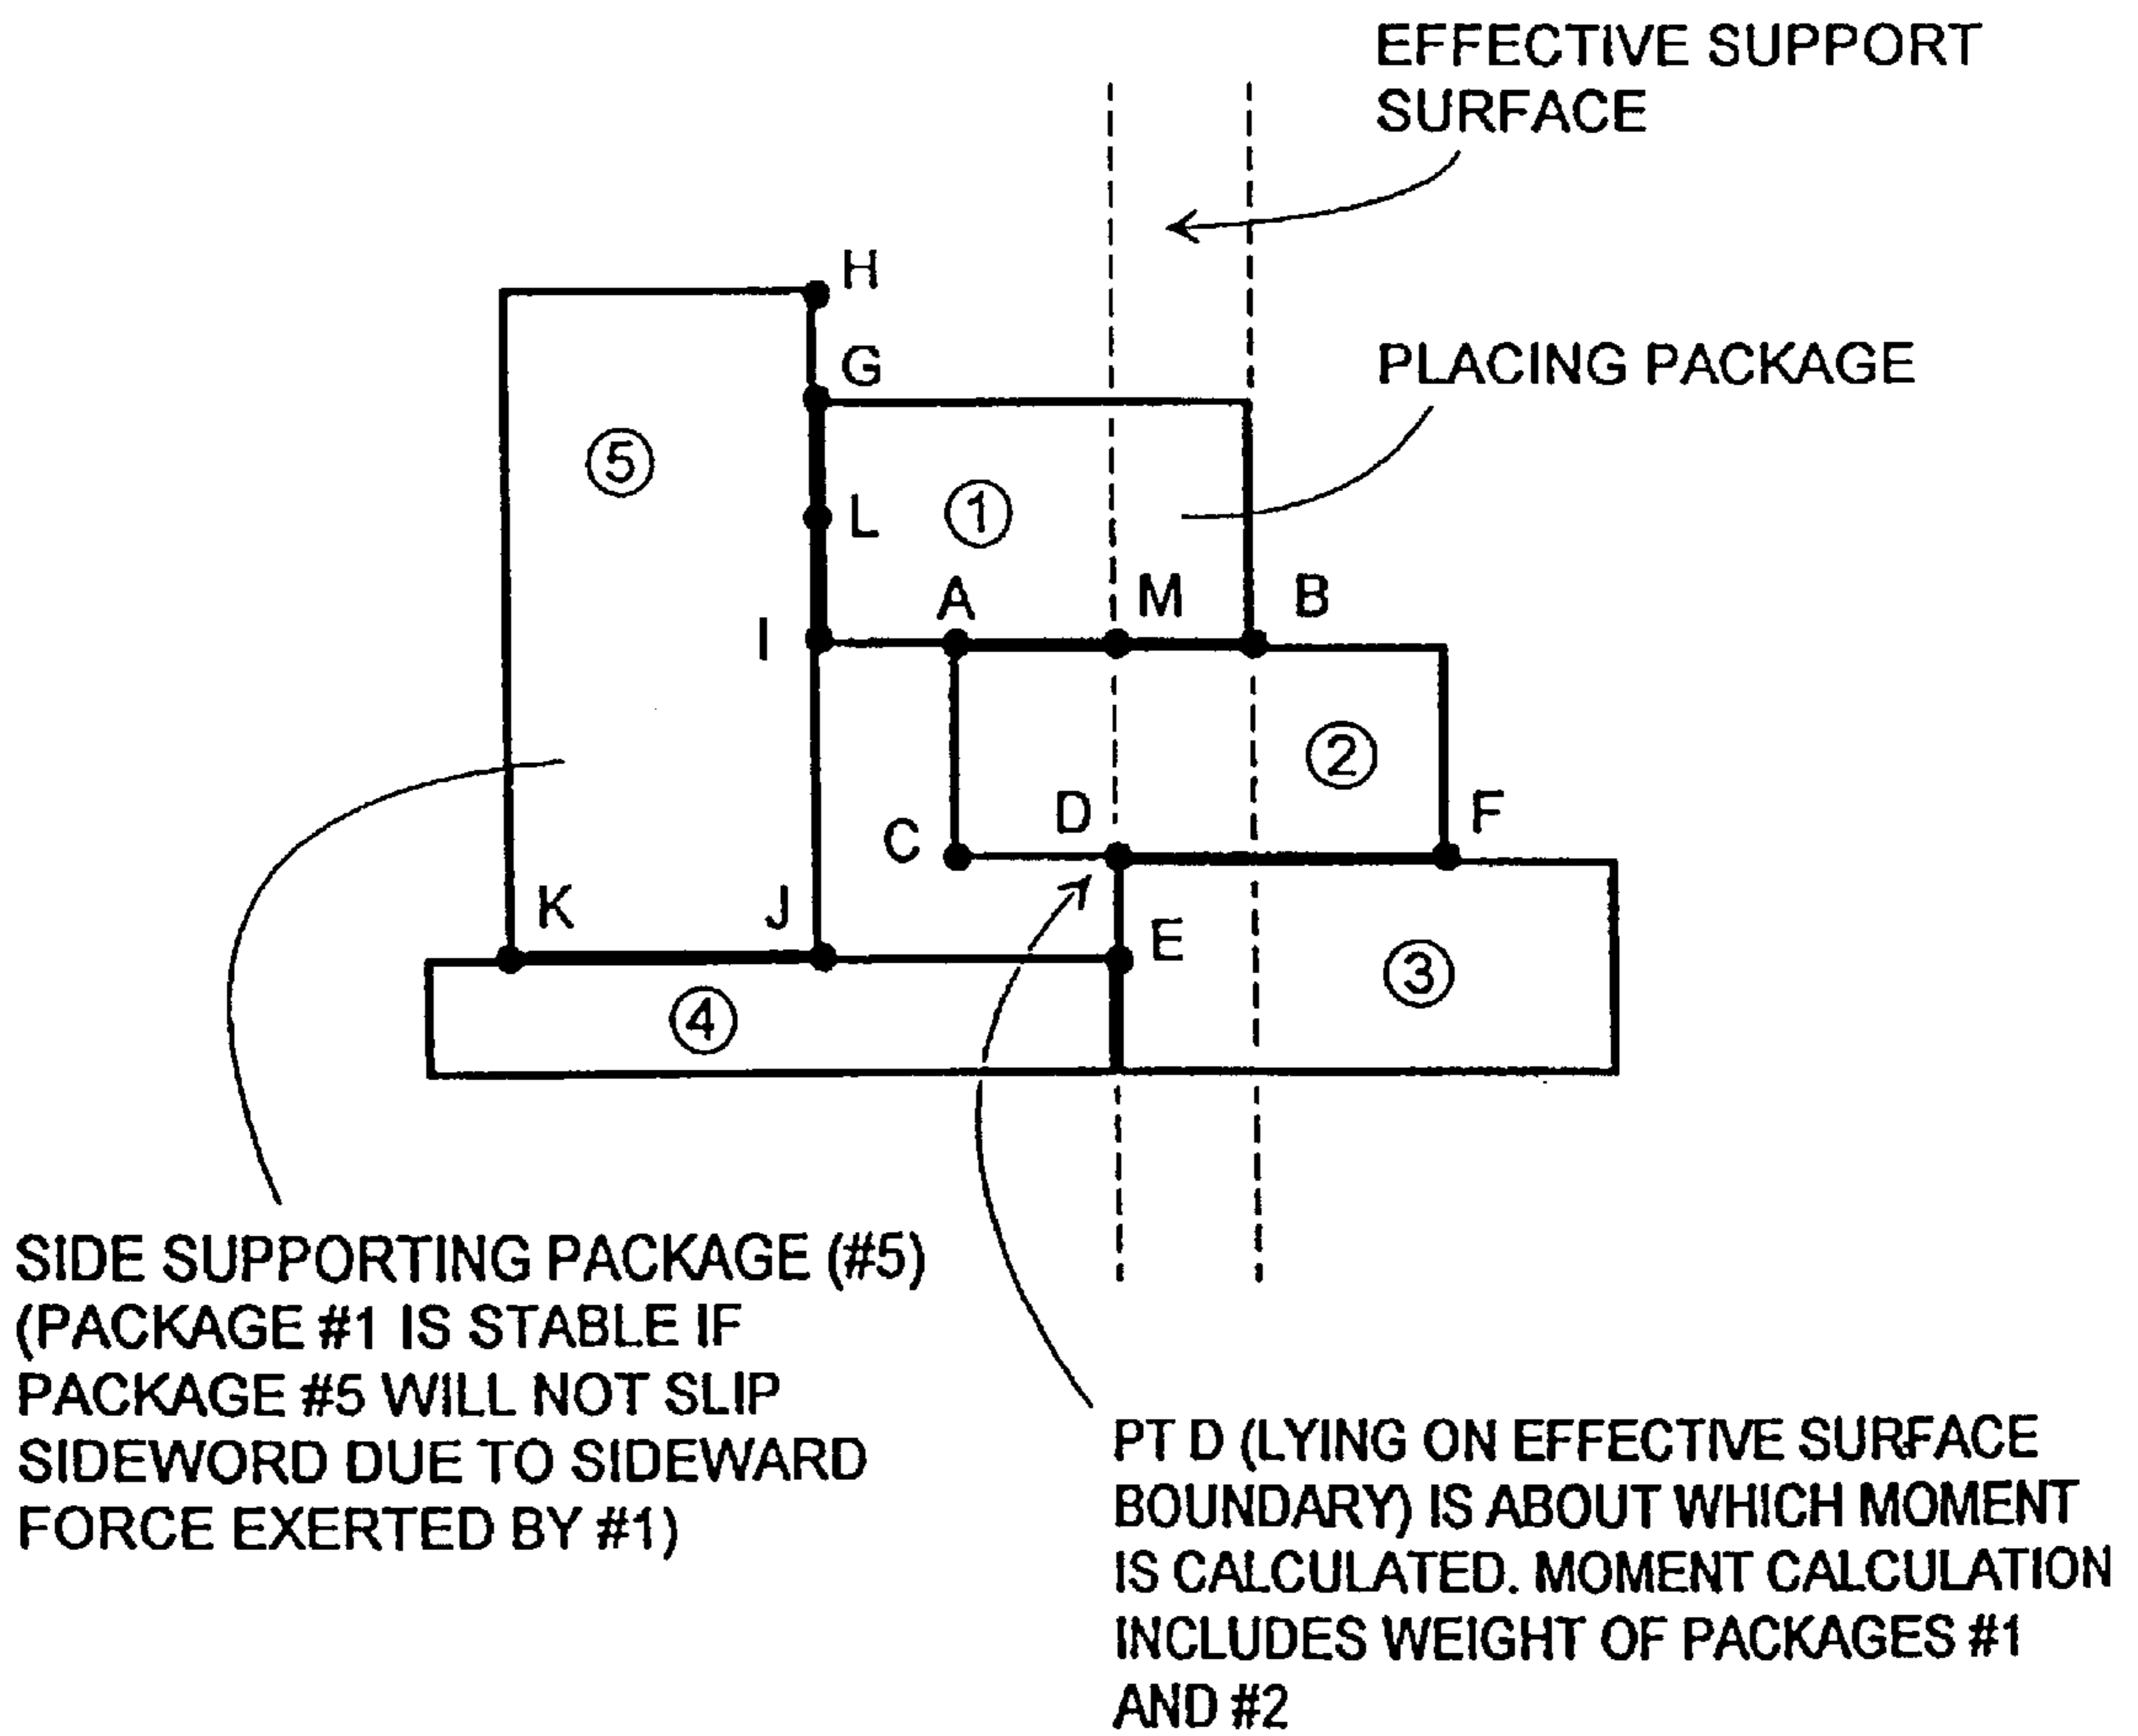 EFFECTIVE SUPPORT
SURFACE
H
G
PLACING PACKAGE
⑤
L
①
A
M
B
I
②
D
F
C
K
J
E
③
④
SIDE SUPPORTING PACKAGE (#5)
(PACKAGE #1 IS STABLE IF
PACKAGE #5 WILL NOT SLIP
SIDEWORD DUE TO SIDEWARD
FORCE EXERTED BY #1)
PT D (LYING ON EFFECTIVE SURFACE
BOUNDARY) IS ABOUT WHICH MOMENT
IS CALCULATED. MOMENT CALCULATION
INCLUDES WEIGHT OF PACKAGES #1
AND #2